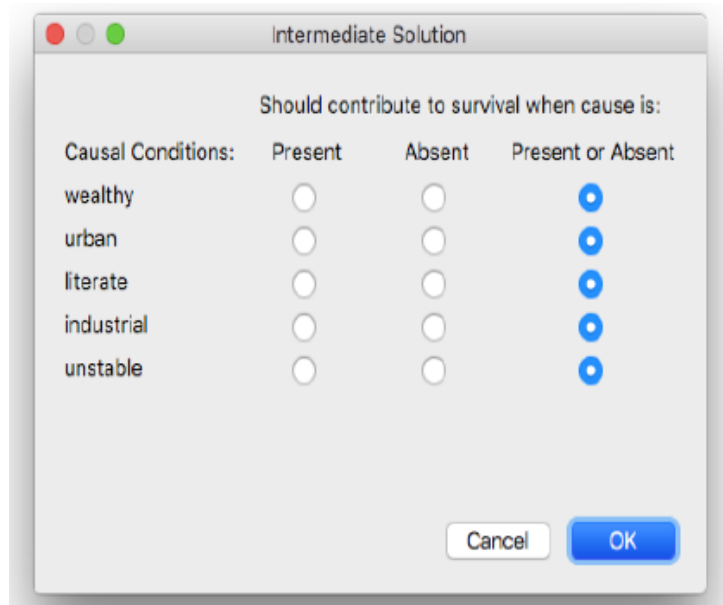 Intermediate Solution
Should contribute to survival when cause is:
Causal Conditions: Present Absent Present or Absent
wealthy
urban
literate
industrial
unstable
Cancel OK